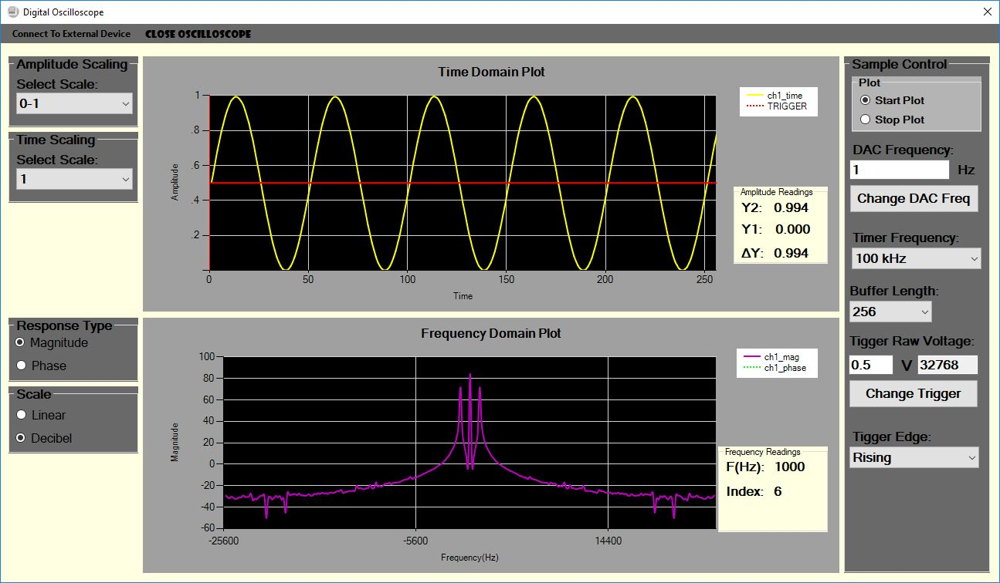 Digital Oscilloscope
Connect To External Device CLOSE OSCILLOSCOPE
Amplitude Scaling
Select Scale:
0-1
Time Scaling
Select Scale:
1
Time Domain Plot
1
.8
.6
.4
.2
Amplitude
0 50 100 150 200 250
Time
ch1_time
TRIGGER
Amplitude Readings
Y2: 0.994
Y1: 0.000
ΔY: 0.994
Response Type
Magnitude
Phase
Scale
Linear
Decibel
Frequency Domain Plot
100
80
60
40
20
0
-20
-40
-60
Magnitude
-25600 -5600 14400
Frequency(Hz)
ch1_mag
ch1_phase
Frequency Readings
F(Hz): 1000
Index: 6
Sample Control
Plot
Start Plot
Stop Plot
DAC Frequency:
1 Hz
Change DAC Freq
Timer Frequency:
100 kHz
Buffer Length:
256
Tigger Raw Voltage:
0.5 V 32768
Change Trigger
Tigger Edge:
Rising